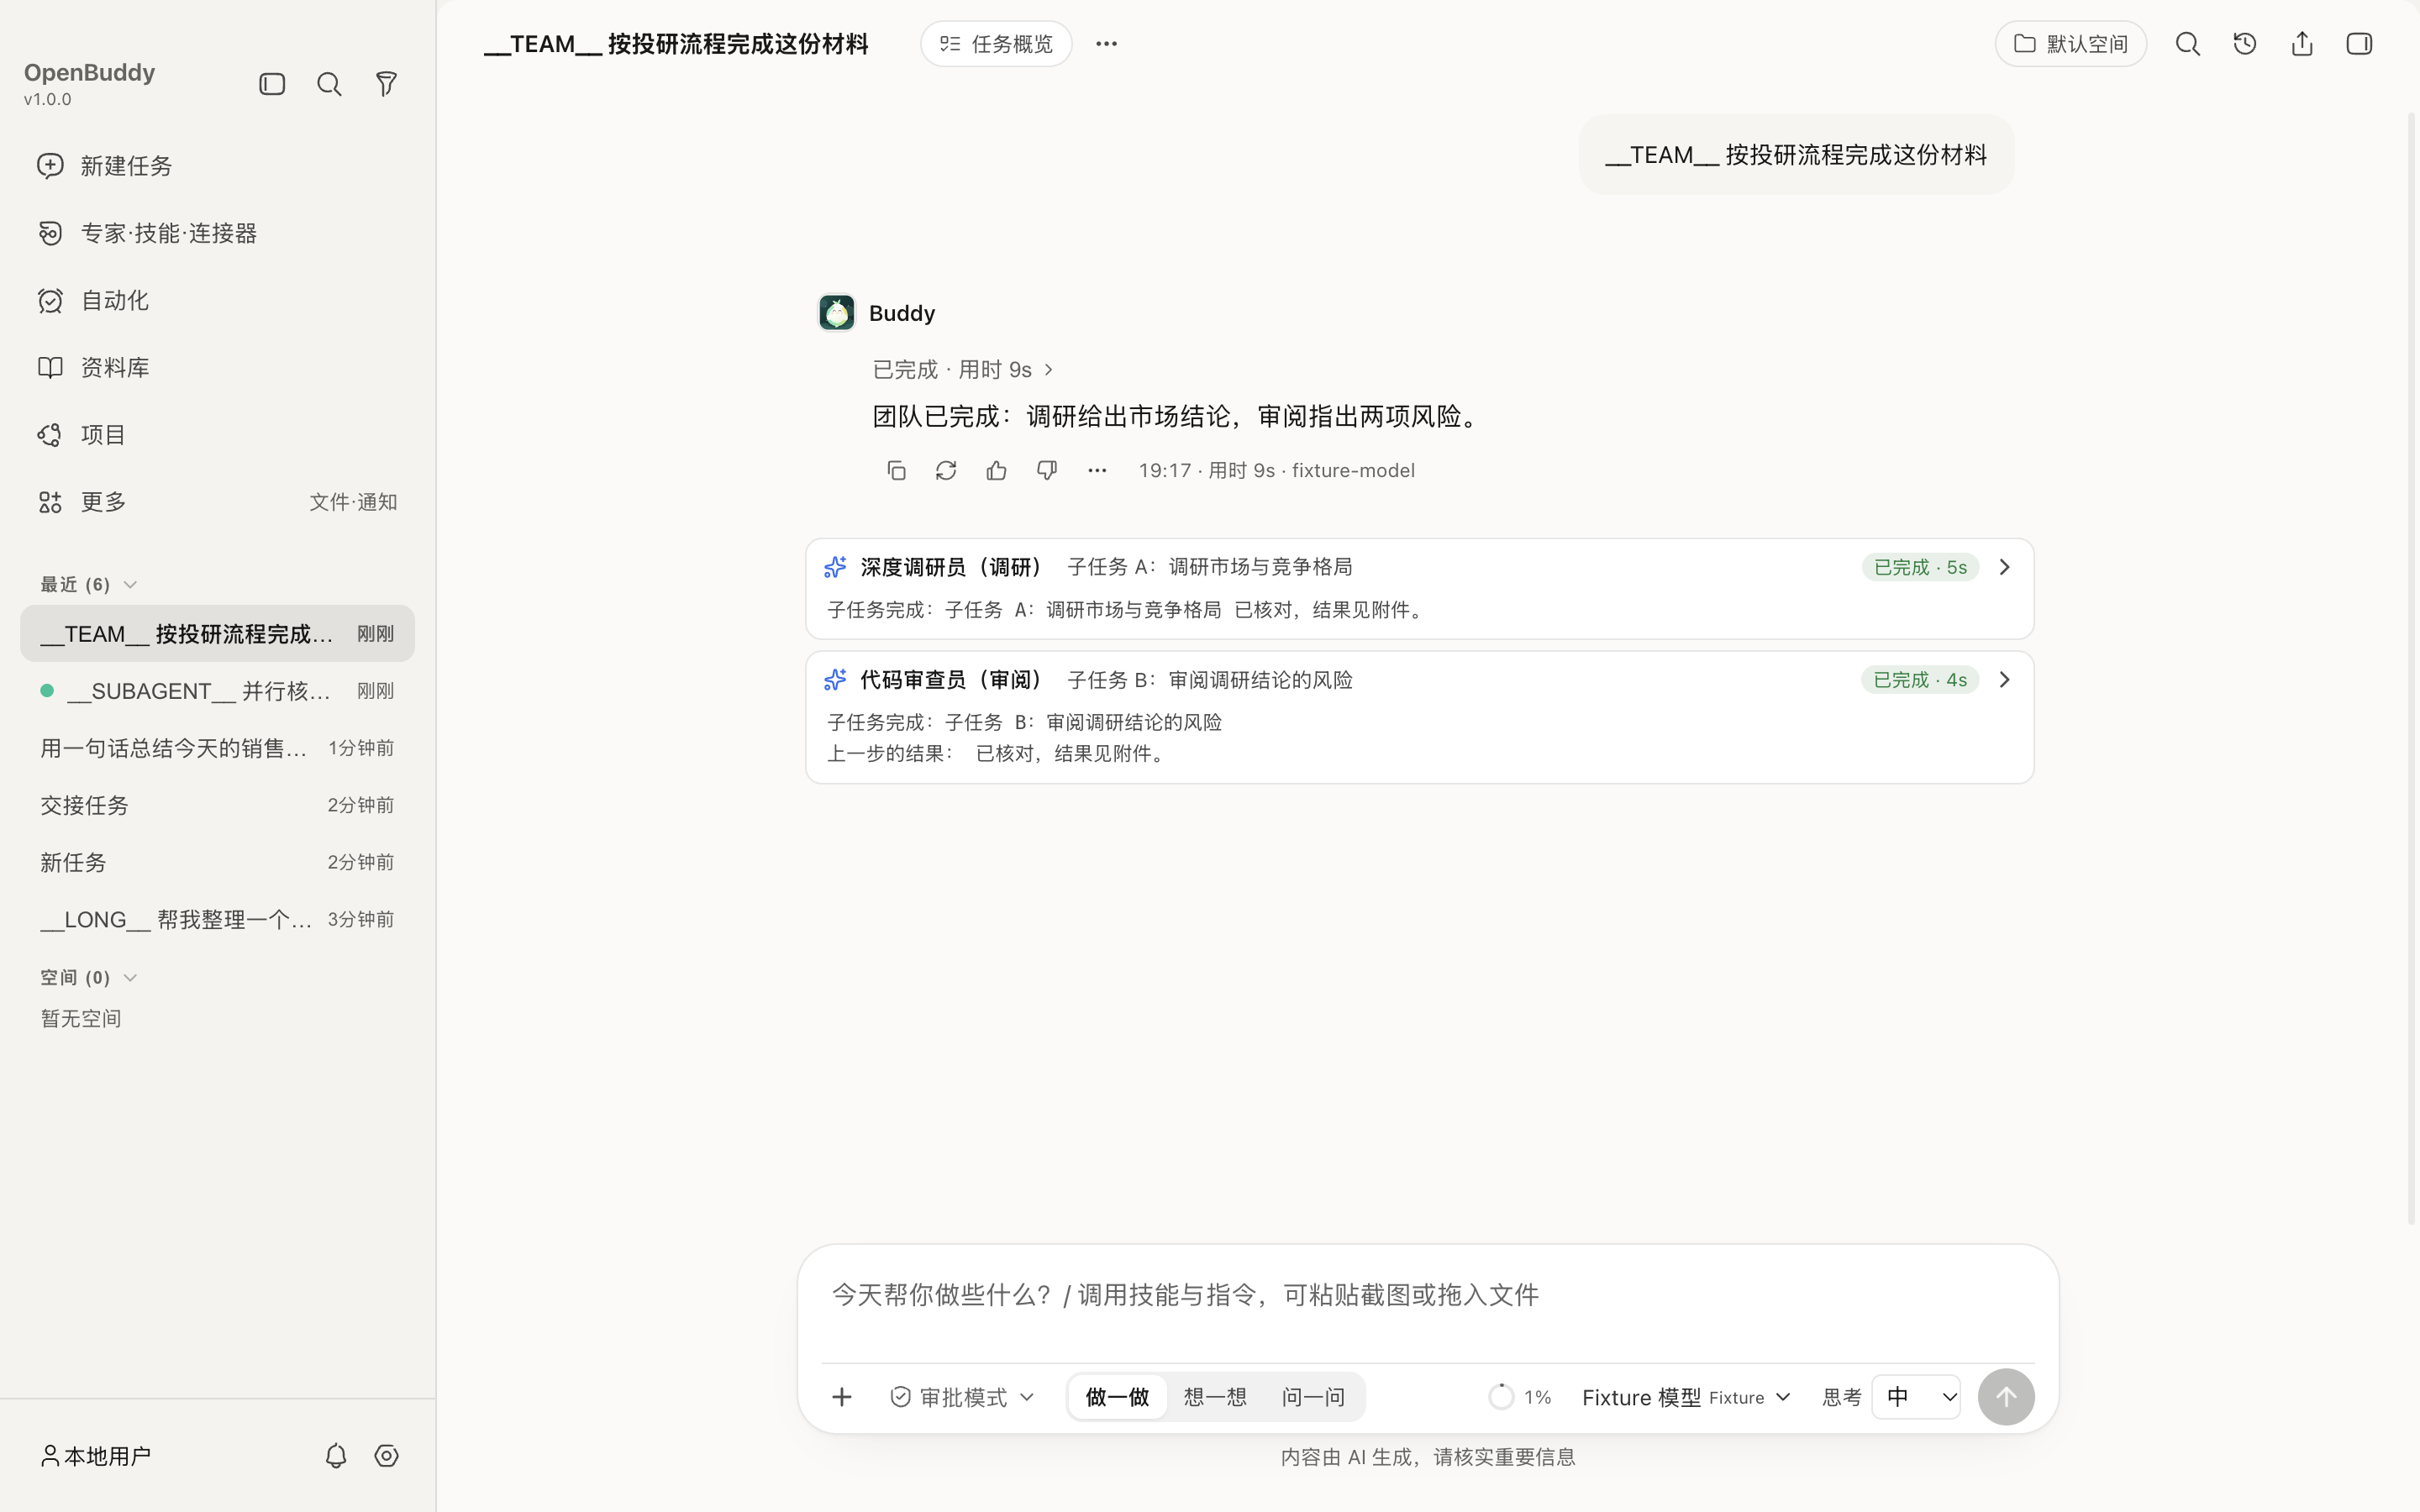 OpenBuddy
v1.0.0
新建任务
专家·技能·连接器
自动化
资料库
项目
更多 文件·通知
最近 (6)
__TEAM__ 按投研流程完成… 刚刚
__SUBAGENT__ 并行核… 刚刚
用一句话总结今天的销售… 1分钟前
交接任务 2分钟前
新任务 2分钟前
__LONG__ 帮我整理一个… 3分钟前
空间 (0)
暂无空间
本地用户
__TEAM__ 按投研流程完成这份材料 任务概览 默认空间
__TEAM__ 按投研流程完成这份材料
Buddy
已完成 · 用时 9s
团队已完成：调研给出市场结论，审阅指出两项风险。
19:17 · 用时 9s · fixture-model
深度调研员（调研） 子任务 A：调研市场与竞争格局 已完成 · 5s
子任务完成：子任务 A：调研市场与竞争格局 已核对，结果见附件。
代码审查员（审阅） 子任务 B：审阅调研结论的风险 已完成 · 4s
子任务完成：子任务 B：审阅调研结论的风险
上一步的结果： 已核对，结果见附件。
今天帮你做些什么？/ 调用技能与指令，可粘贴截图或拖入文件
审批模式 做一做 想一想 问一问 1% Fixture 模型 Fixture 思考 中
内容由 AI 生成，请核实重要信息